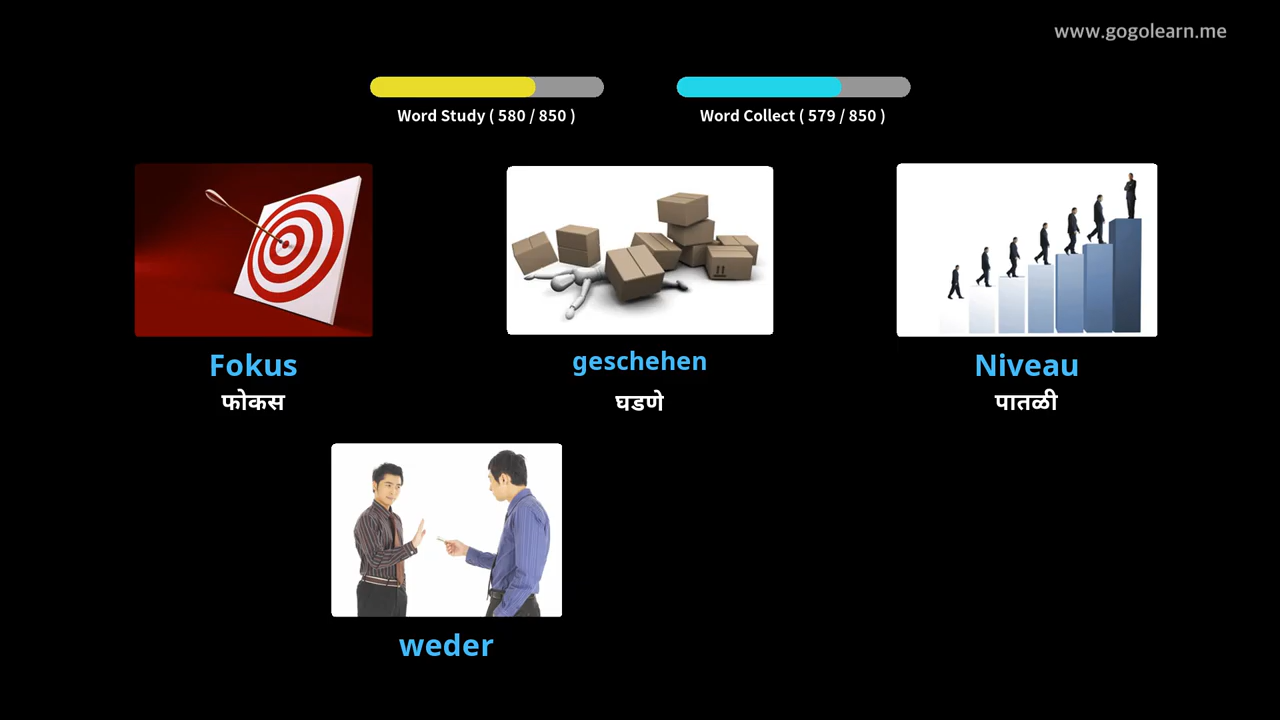 www.gogolearn.me
Word Study ( 580 / 850 )
Word Collect ( 579 / 850 )
Fokus
फोकस
geschehen
घडणे
Niveau
पातळी
weder